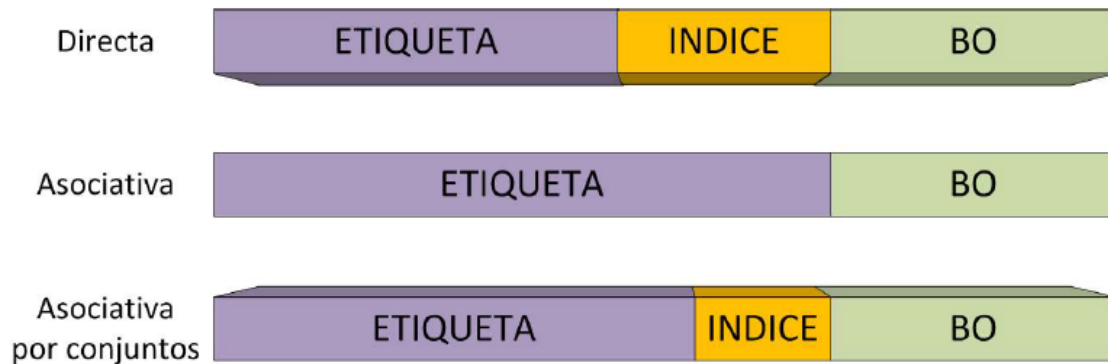 Directa ETIQUETA INDICE BO
Asociativa ETIQUETA BO
Asociativa
por conjuntos ETIQUETA INDICE BO